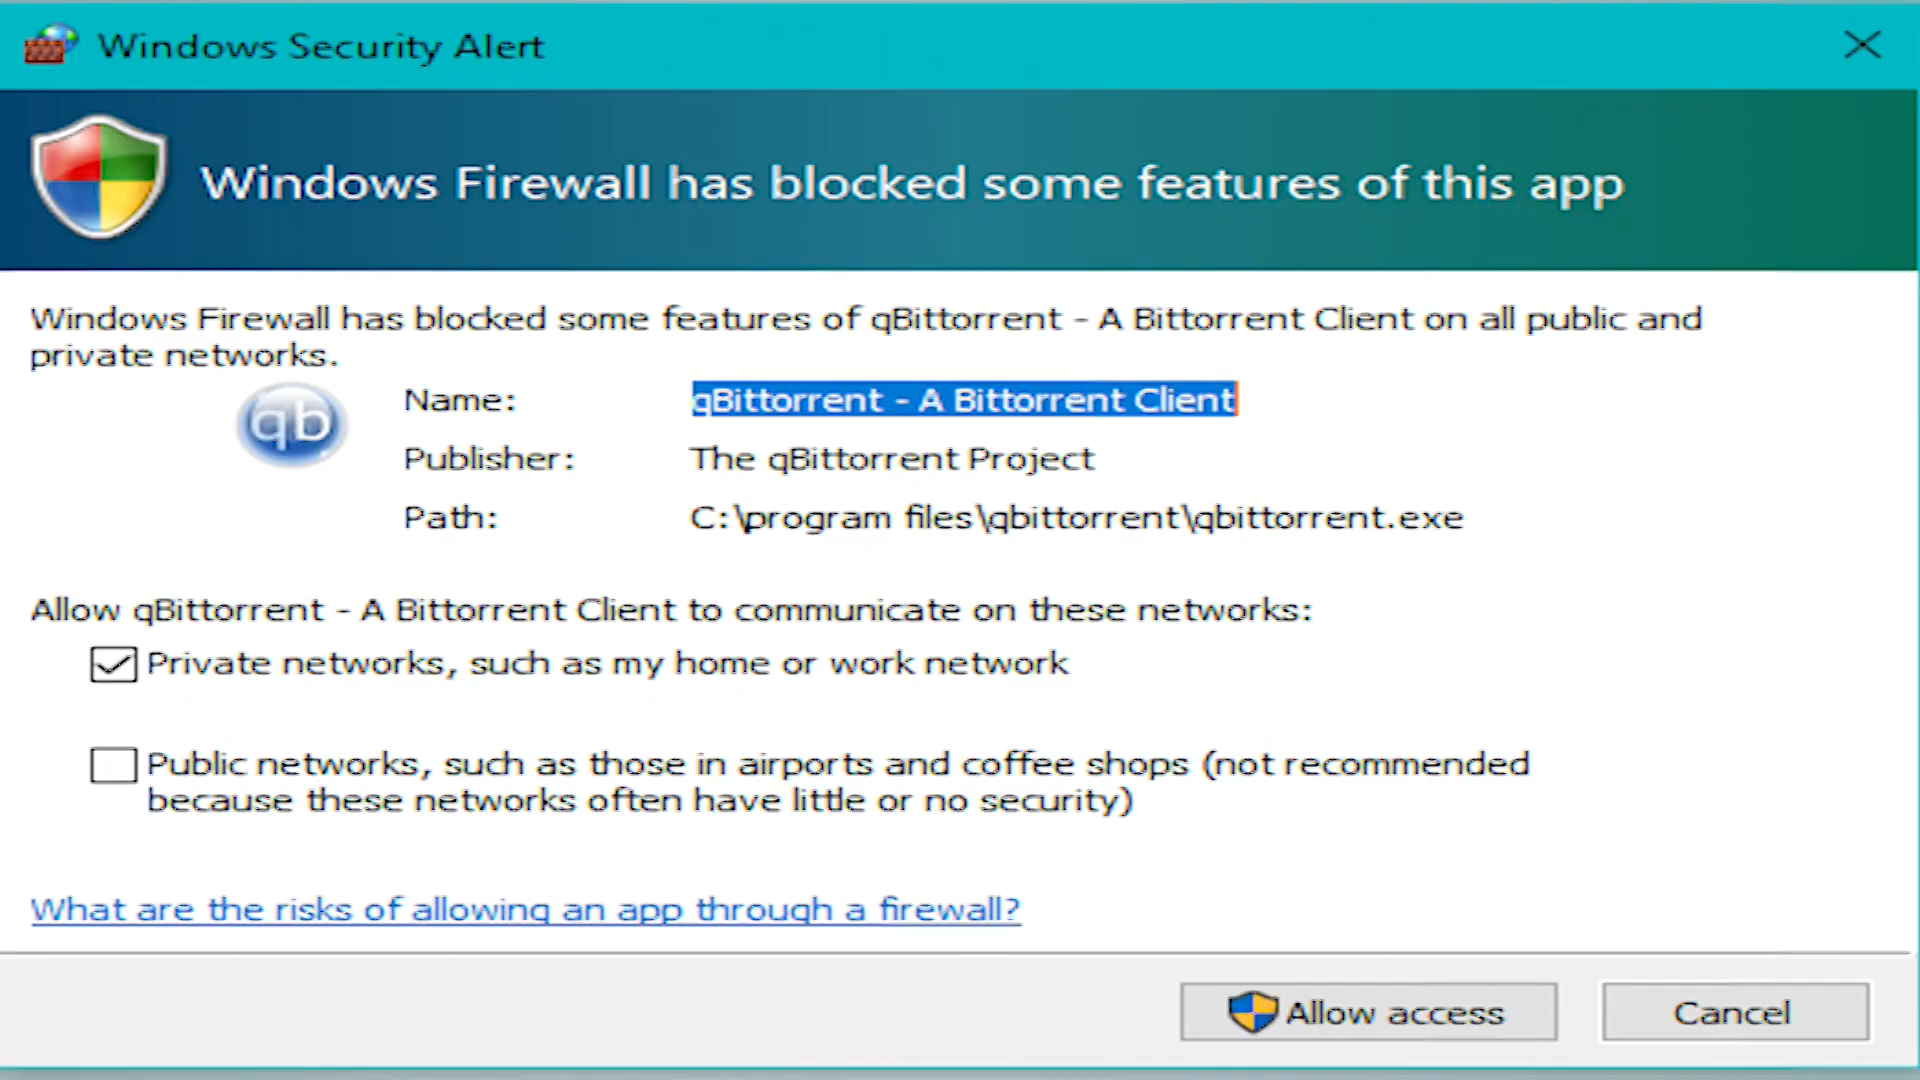 Windows Security Alert
Windows Firewall has blocked some features of this app
Windows Firewall has blocked some features of qBittorrent - A Bittorrent Client on all public and
private networks.
qb
Name: qBittorrent - A Bittorrent Client
Publisher: The qBittorrent Project
Path: C:\program files\qbittorrent\qbittorrent.exe
Allow qBittorrent - A Bittorrent Client to communicate on these networks:
Private networks, such as my home or work network
Public networks, such as those in airports and coffee shops (not recommended
because these networks often have little or no security)
What are the risks of allowing an app through a firewall?
Allow access Cancel